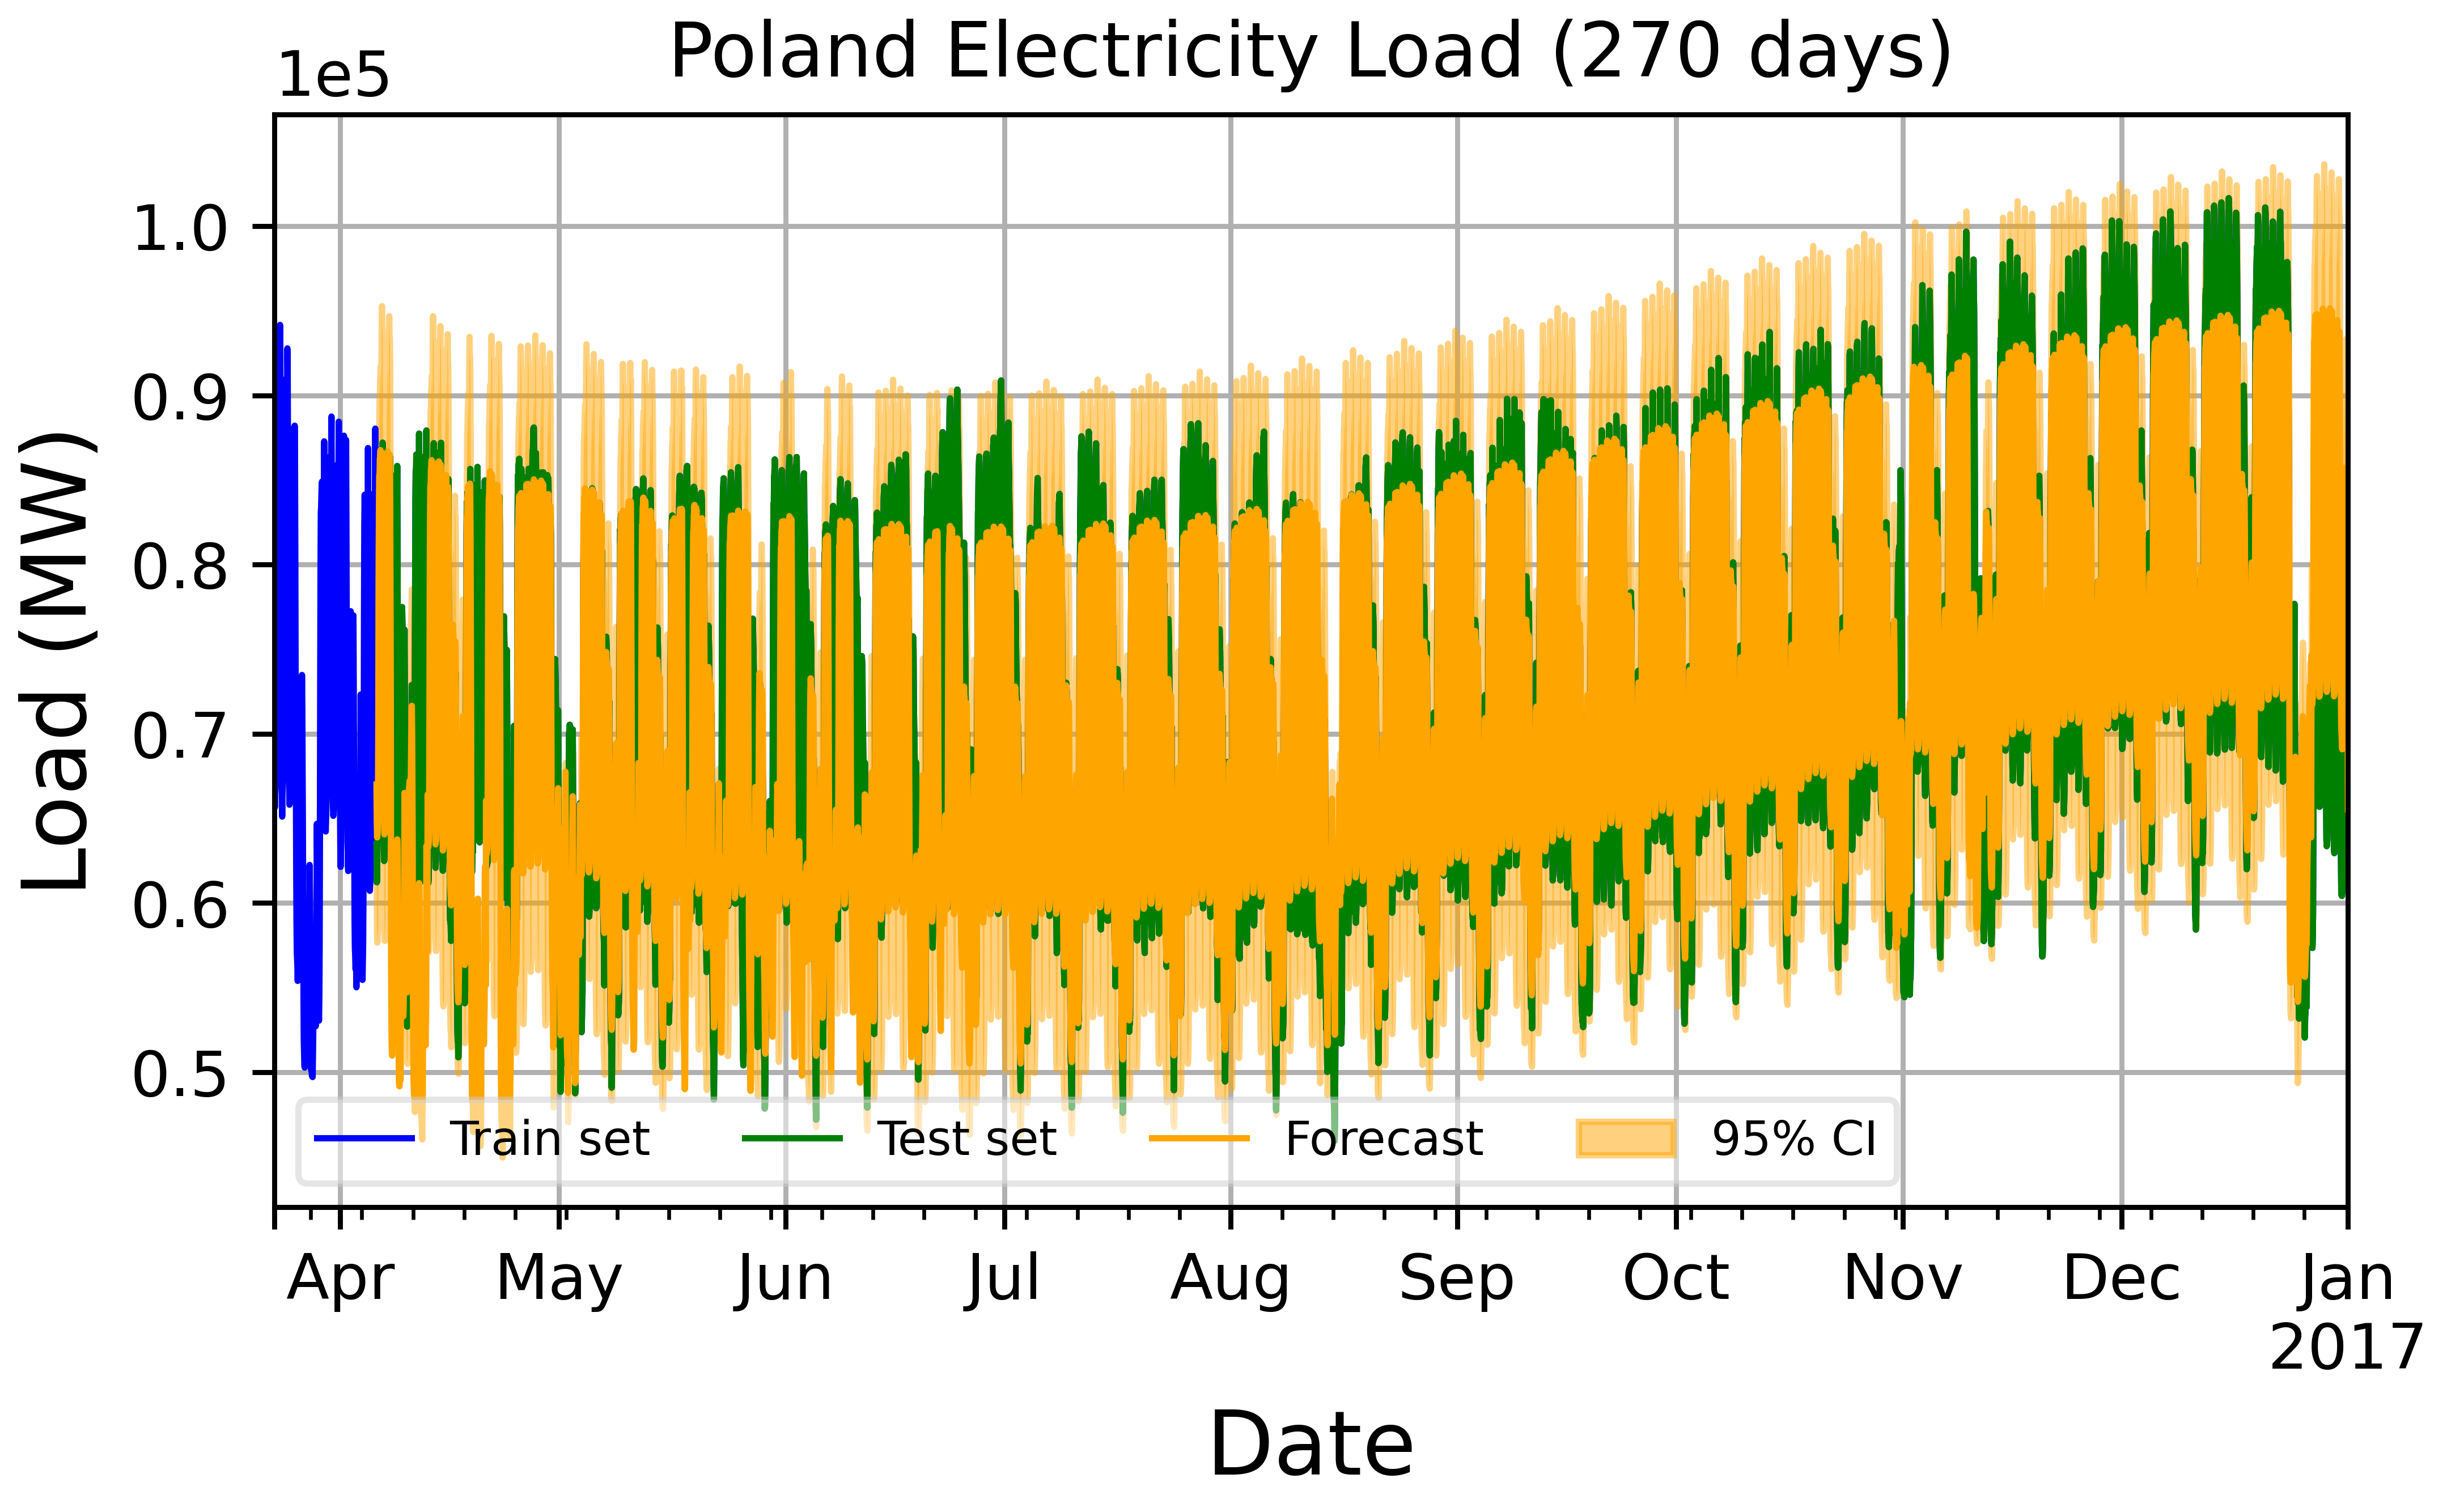 Poland Electricity Load (270 days)
1e5
1.0
0.9
0.8
0.7
0.6
0.5
Load (MW)
Train set
Test set
Forecast
95% CI
Apr
May
Jun
Jul
Aug
Sep
Oct
Nov
Dec
Jan
2017
Date